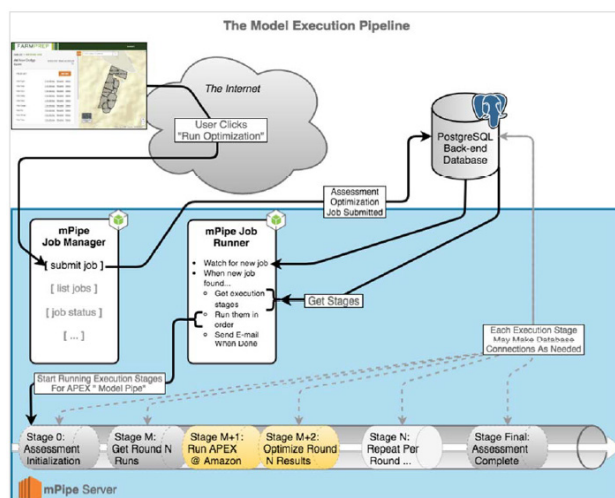 The Model Execution Pipeline
FARMPREP
The Internet
User Clicks
"Run Optimization"
PostgreSQL
Back-end
Database
Assessment
Optimization
Job Submitted
mPipe
Job Manager
[ submit job ]
[ list jobs ]
[ job status ]
[ ... ]
mPipe Job
Runner
• Watch for new job
• When new job
found...
Get execution
stages
Run them in
order
Send E-mail
When Done
Get Stages
Each Execution Stage
May Make Database
Connections As Needed
Start Running Execution Stages
For APEX " Model Pipe"
Stage 0:
Assessment
Initialization
Stage M:
Get Round N
Runs
Stage M+1:
Run APEX
@ Amazon
Stage M+2:
Optimize Round
N Results
Stage N:
Repeat Per
Round ...
Stage Final:
Assessment
Complete
mPipe Server